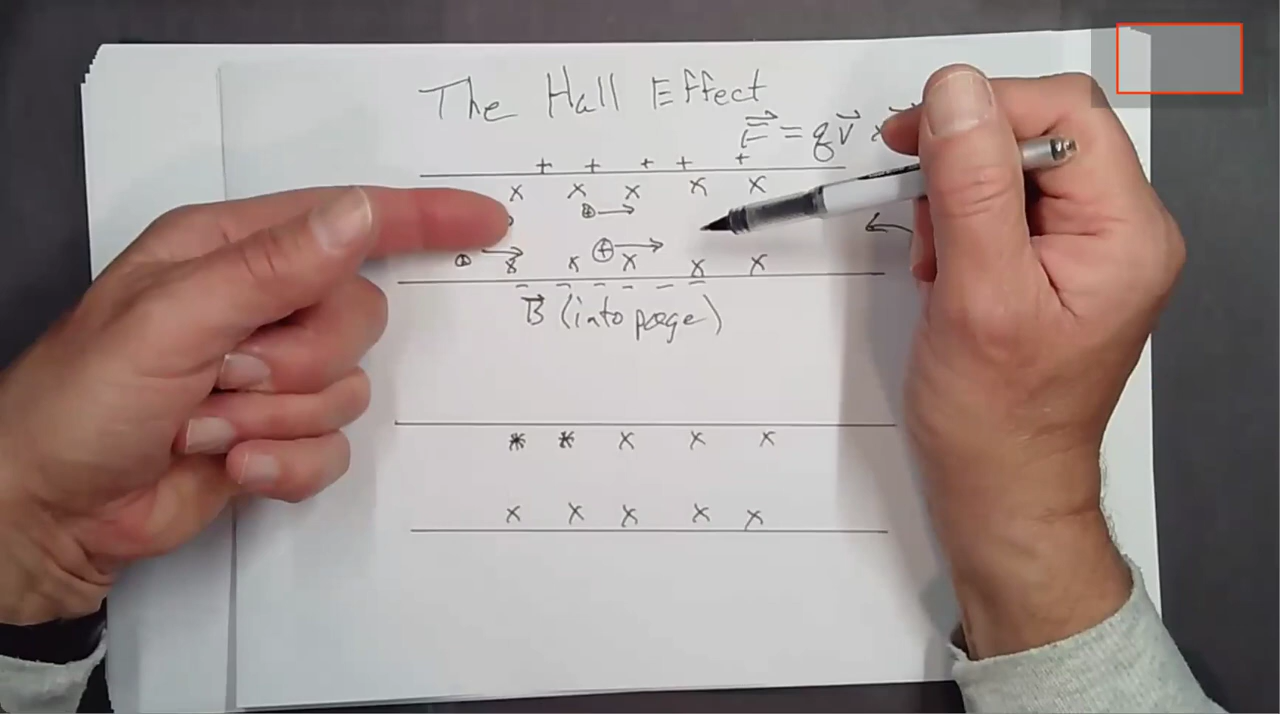 The Hall Effect
F = qv x
+ + + + +
x x x x x
⊕ →
⊕ → ⊕ →
x x x x x
- - - - - -
B (into page)
x x x x x
x x x x x